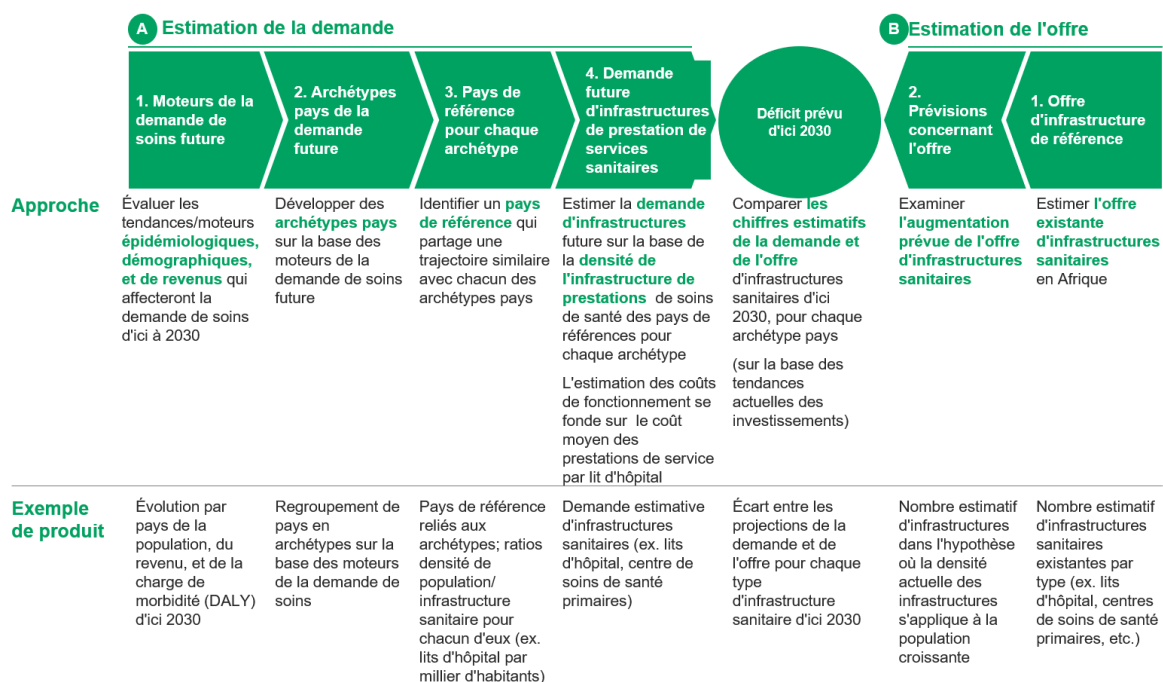 A Estimation de la demande
B Estimation de l'offre
1. Moteurs de la
demande de
soins future
2. Archétypes
pays de la
demande
future
3. Pays de
référence
pour chaque
archétype
4. Demande
future
d'infrastructures
de prestation de
services
sanitaires
Déficit prévu
d'ici 2030
2.
Prévisions
concernant
l'offre
1. Offre
d'infrastructure
de référence
Approche
Évaluer les
tendances/moteurs
épidémiologiques,
démographiques,
et de revenus qui
affecteront la
demande de soins
d'ici à 2030
Développer des
archétypes pays
sur la base des
moteurs de la
demande de soins
future
Identifier un pays
de référence qui
partage une
trajectoire similaire
avec chacun des
archétypes pays
Estimer la demande
d'infrastructures
future sur la base de
la densité de
l'infrastructure de
prestations de soins
de santé des pays de
références pour
chaque archétype
L'estimation des coûts
de fonctionnement se
fonde sur le coût
moyen des
prestations de service
par lit d'hôpital
Comparer les
chiffres estimatifs
de la demande et
de l'offre
d'infrastructures
sanitaires d'ici
2030, pour chaque
archétype pays
(sur la base des
tendances
actuelles des
investissements)
Examiner
l'augmentation
prévue de l'offre
d'infrastructures
sanitaires
Estimer l'offre
existante
d'infrastructures
sanitaires
en Afrique
Exemple
de produit
Évolution par
pays de la
population, du
revenu, et de la
charge de
morbidité (DALY)
d'ici 2030
Regroupement de
pays en
archétypes sur la
base des moteurs
de la demande de
soins
Pays de référence
reliés aux
archétypes; ratios
densité de
population/
infrastructure
sanitaire pour
chacun d'eux (ex.
lits d'hôpital par
millier d'habitants)
Demande estimative
d'infrastructures
sanitaires (ex. lits
d'hôpital, centre de
soins de santé
primaires)
Écart entre les
projections de la
demande et de
l'offre pour chaque
type
d'infrastructure
sanitaire d'ici 2030
Nombre estimatif
d'infrastructures
dans l'hypothèse
où la densité
actuelle des
infrastructures
s'applique à la
population
croissante
Nombre estimatif
d'infrastructures
sanitaires
existantes par
type (ex. lits
d'hôpital, centres
de soins de santé
primaires, etc.)